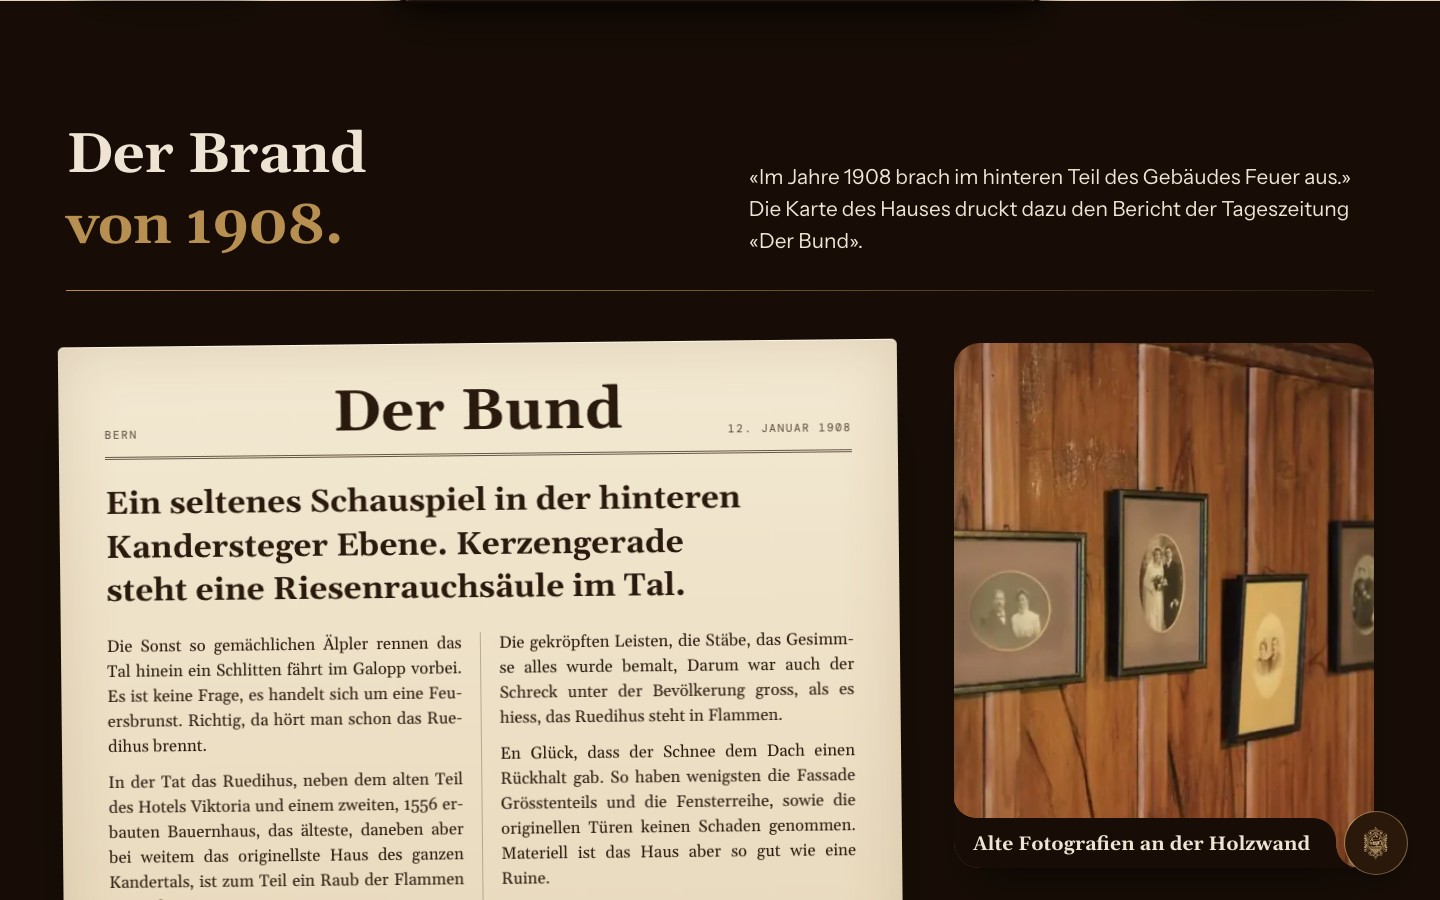 Der Brand
von 1908.
«Im Jahre 1908 brach im hinteren Teil des Gebäudes Feuer aus.»
Die Karte des Hauses druckt dazu den Bericht der Tageszeitung
«Der Bund».
BERN
Der Bund
12. JANUAR 1908
Ein seltenes Schauspiel in der hinteren
Kandersteger Ebene. Kerzengerade
steht eine Riesenrauchsäule im Tal.
Die Sonst so gemächlichen Älpler rennen das
Tal hinein ein Schlitten fährt im Galopp vorbei.
Es ist keine Frage, es handelt sich um eine Feu-
ersbrunst. Richtig, da hört man schon das Rue-
dihus brennt.
In der Tat das Ruedihus, neben dem alten Teil
des Hotels Viktoria und einem zweiten, 1556 er-
bauten Bauernhaus, das älteste, daneben aber
bei weitem das originellste Haus des ganzen
Kandertals, ist zum Teil ein Raub der Flammen
Die gekröpften Leisten, die Stäbe, das Gesimm-
se alles wurde bemalt, Darum war auch der
Schreck unter der Bevölkerung gross, als es
hiess, das Ruedihus steht in Flammen.
En Glück, dass der Schnee dem Dach einen
Rückhalt gab. So haben wenigsten die Fassade
Grösstenteils und die Fensterreihe, sowie die
originellen Türen keinen Schaden genommen.
Materiell ist das Haus aber so gut wie eine
Ruine.
Alte Fotografien an der Holzwand